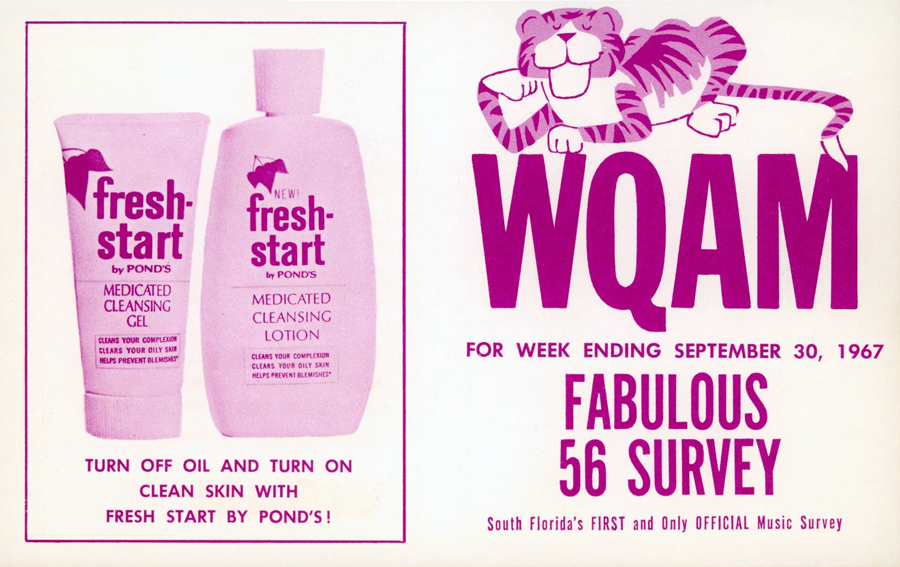 fresh-
start
by POND'S
MEDICATED
CLEANSING
GEL
CLEANS YOUR COMPLEXION
CLEARS YOUR OILY SKIN
HELPS PREVENT BLEMISHES*
NEW!
fresh-
start
by POND'S
MEDICATED
CLEANSING
LOTION
CLEANS YOUR COMPLEXION
CLEARS YOUR OILY SKIN
HELPS PREVENT BLEMISHES*
TURN OFF OIL AND TURN ON
CLEAN SKIN WITH
FRESH START BY POND'S!
WQAM
FOR WEEK ENDING SEPTEMBER 30, 1967
FABULOUS
56 SURVEY
South Florida's FIRST and Only OFFICIAL Music Survey